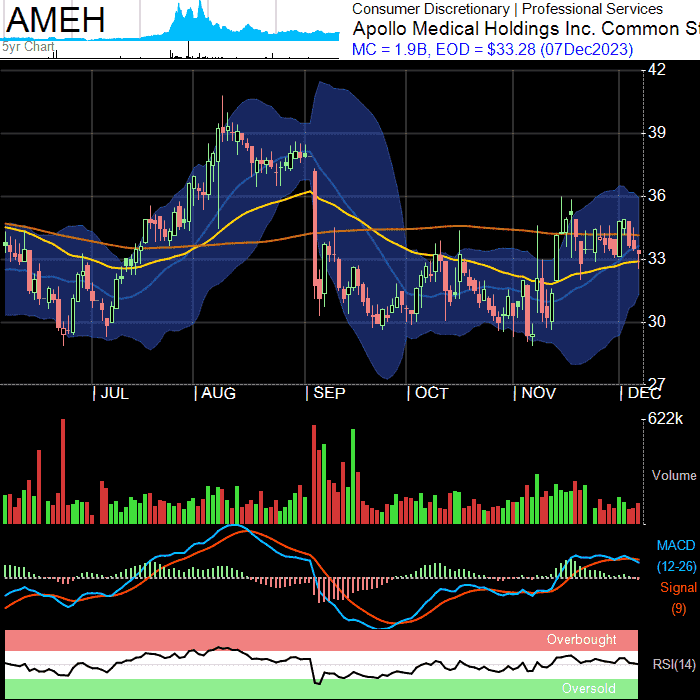 AMEH
5yr Chart
Consumer Discretionary | Professional Services
Apollo Medical Holdings Inc. Common St
MC = 1.9B, EOD = $33.28 (07Dec2023)
42
39
36
33
30
27
| JUL | AUG | SEP | OCT | NOV | DEC
622k
Volume
MACD
(12-26)
Signal
(9)
Overbought
RSI(14)
Oversold